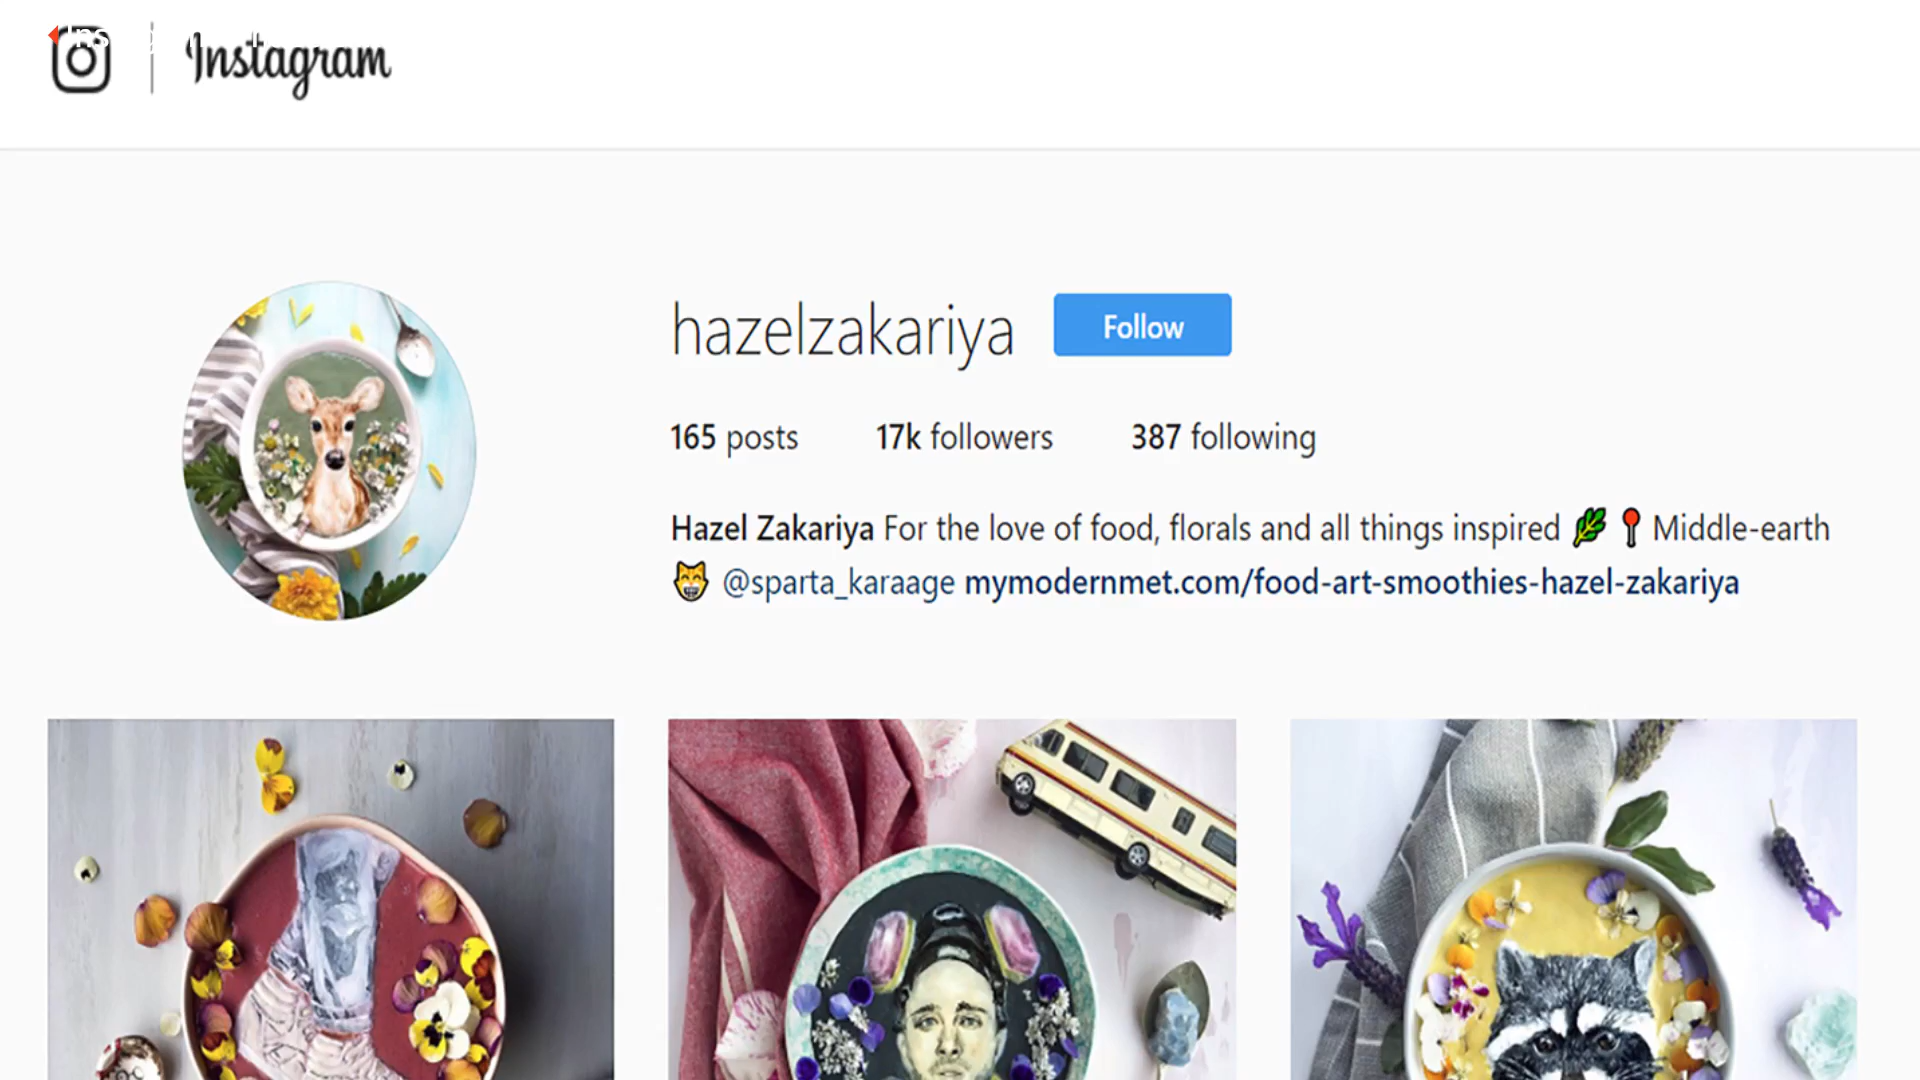 Instagram
hazelzakariya Follow
165 posts 17k followers 387 following
Hazel Zakariya For the love of food, florals and all things inspired 🌿 📍 Middle-earth
😸 @sparta_karaage mymodernmet.com/food-art-smoothies-hazel-zakariya